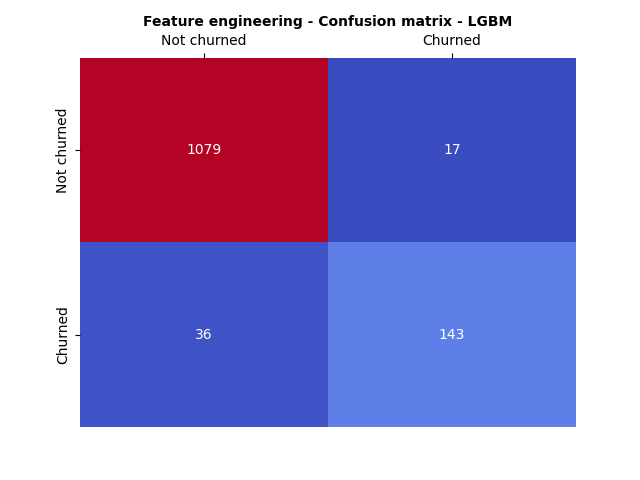 Feature engineering - Confusion matrix - LGBM
Not churned Churned
Not churned
1079 17
Churned
36 143